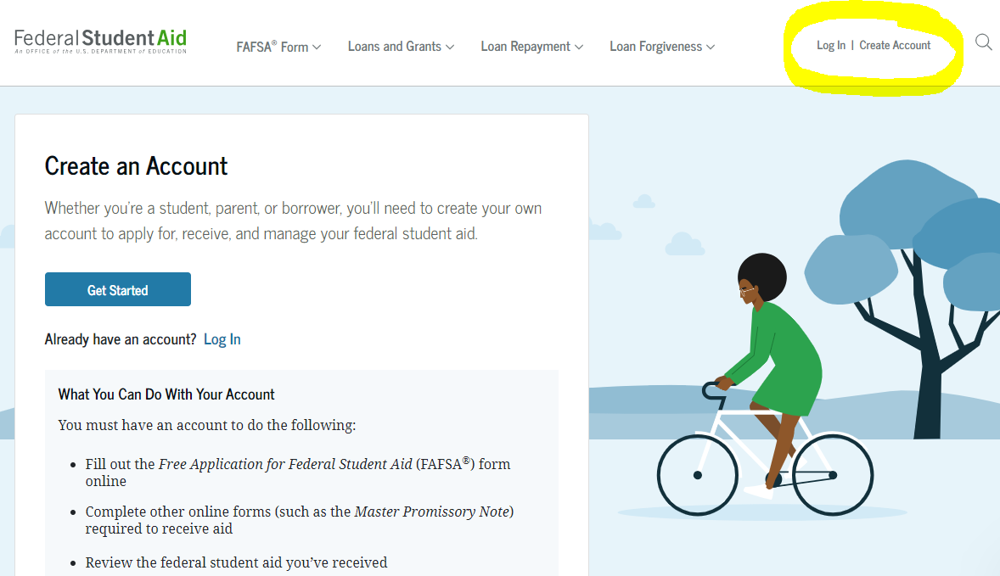 Federal Student Aid
An OFFICE of the U.S. DEPARTMENT of EDUCATION
FAFSA® Form
Loans and Grants
Loan Repayment
Loan Forgiveness
Log In | Create Account
Create an Account
Whether you're a student, parent, or borrower, you'll need to create your own
account to apply for, receive, and manage your federal student aid.
Get Started
Already have an account? Log In
What You Can Do With Your Account
You must have an account to do the following:
• Fill out the Free Application for Federal Student Aid (FAFSA®) form
online
• Complete other online forms (such as the Master Promissory Note)
required to receive aid
• Review the federal student aid you’ve received